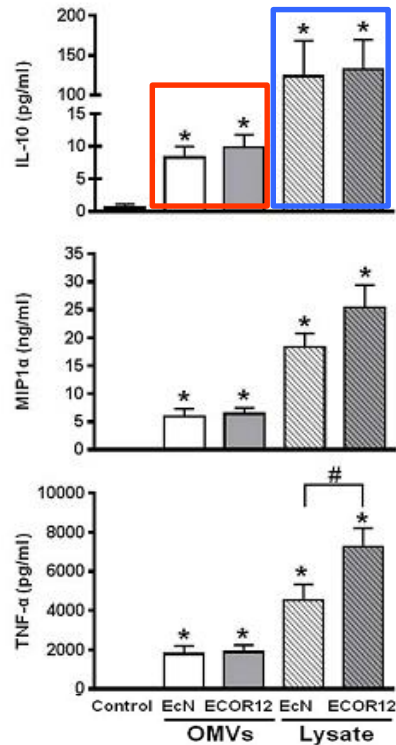 200
150
100
10
5
0
IL-10 (pg/ml)
* * * *
35
30
25
20
15
10
5
0
MIP1α (ng/ml)
* * * *
10000
8000
6000
4000
2000
0
TNF-α (pg/ml)
#
* * * *
Control EcN ECOR12 EcN ECOR12
OMVs Lysate